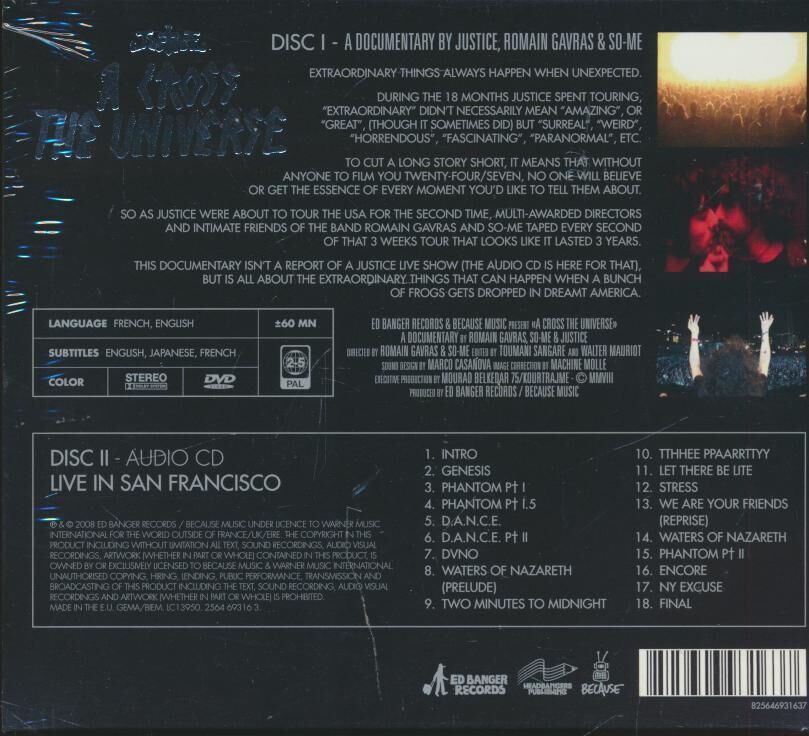 JUSTICE
A CROSS
THE UNIVERSE
DISC I - A DOCUMENTARY BY JUSTICE, ROMAIN GAVRAS & SO-ME
EXTRAORDINARY THINGS ALWAYS HAPPEN WHEN UNEXPECTED.
DURING THE 18 MONTHS JUSTICE SPENT TOURING,
"EXTRAORDINARY" DIDN'T NECESSARILY MEAN "AMAZING", OR
"GREAT", (THOUGH IT SOMETIMES DID) BUT "SURREAL", "WEIRD",
"HORRENDOUS", "FASCINATING", "PARANORMAL", ETC.
TO CUT A LONG STORY SHORT, IT MEANS THAT WITHOUT
ANYONE TO FILM YOU TWENTY-FOUR/SEVEN, NO ONE WILL BELIEVE
OR GET THE ESSENCE OF EVERY MOMENT YOU'D LIKE TO TELL THEM ABOUT.
SO AS JUSTICE WERE ABOUT TO TOUR THE USA FOR THE SECOND TIME, MULTI-AWARDED DIRECTORS
AND INTIMATE FRIENDS OF THE BAND ROMAIN GAVRAS AND SO-ME TAPED EVERY SECOND
OF THAT 3 WEEKS TOUR THAT LOOKS LIKE IT LASTED 3 YEARS.
THIS DOCUMENTARY ISN'T A REPORT OF A JUSTICE LIVE SHOW (THE AUDIO CD IS HERE FOR THAT),
BUT IS ALL ABOUT THE EXTRAORDINARY THINGS THAT CAN HAPPEN WHEN A BUNCH
OF FROGS GETS DROPPED IN DREAMT AMERICA.
LANGUAGE FRENCH, ENGLISH
±60 MN
SUBTITLES ENGLISH, JAPANESE, FRENCH
COLOR
STEREO
DOLBY DIGITAL
DVD
VIDEO
2-5
PAL
ED BANGER RECORDS & BECAUSE MUSIC PRESENT «A CROSS THE UNIVERSE»
A DOCUMENTARY BY ROMAIN GAVRAS, SO-ME & JUSTICE
DIRECTED BY ROMAIN GAVRAS & SO-ME EDITED BY TOUMANI SANGARE AND WALTER MAURIOT
SOUND DESIGN BY MARCO CASANOVA IMAGE CORRECTION BY MACHINE MOLLE
EXECUTIVE PRODUCTION BY MOURAD BELKEDAR 75/KOURTRAJME - © MMVIII
PRODUCED BY ED BANGER RECORDS / BECAUSE MUSIC
DISC II - AUDIO CD
LIVE IN SAN FRANCISCO
℗ & © 2008 ED BANGER RECORDS / BECAUSE MUSIC UNDER LICENCE TO WARNER MUSIC
INTERNATIONAL FOR THE WORLD OUTSIDE OF FRANCE/UK/EIRE. THE COPYRIGHT IN THIS
PRODUCT INCLUDING WITHOUT LIMITATION ALL TEXT, SOUND RECORDINGS, AUDIO VISUAL
RECORDINGS, ARTWORK (WHETHER IN PART OR WHOLE) CONTAINED IN THIS PRODUCT, IS
OWNED BY OR EXCLUSIVELY LICENSED TO BECAUSE MUSIC & WARNER MUSIC INTERNATIONAL
UNAUTHORISED COPYING, HIRING, LENDING, PUBLIC PERFORMANCE, TRANSMISSION AND
BROADCASTING OF THIS PRODUCT INCLUDING THE TEXT, SOUND RECORDING, AUDIO VISUAL
RECORDINGS AND ARTWORK (WHETHER IN PART OR WHOLE) IS PROHIBITED.
MADE IN THE E.U. GEMA/BIEM. LC13950. 2564 69316 3.
1. INTRO
2. GENESIS
3. PHANTOM P† I
4. PHANTOM P† I.5
5. D.A.N.C.E.
6. D.A.N.C.E. P† II
7. DVNO
8. WATERS OF NAZARETH
(PRELUDE)
9. TWO MINUTES TO MIDNIGHT
10. TTHHEE PPAARRTTYY
11. LET THERE BE LITE
12. STRESS
13. WE ARE YOUR FRIENDS
(REPRISE)
14. WATERS OF NAZARETH
15. PHANTOM P† II
16. ENCORE
17. NY EXCUSE
18. FINAL
ED BANGER
RECORDS
HEADBANGERS
PUBLISHING
BECAUSE
825646931637